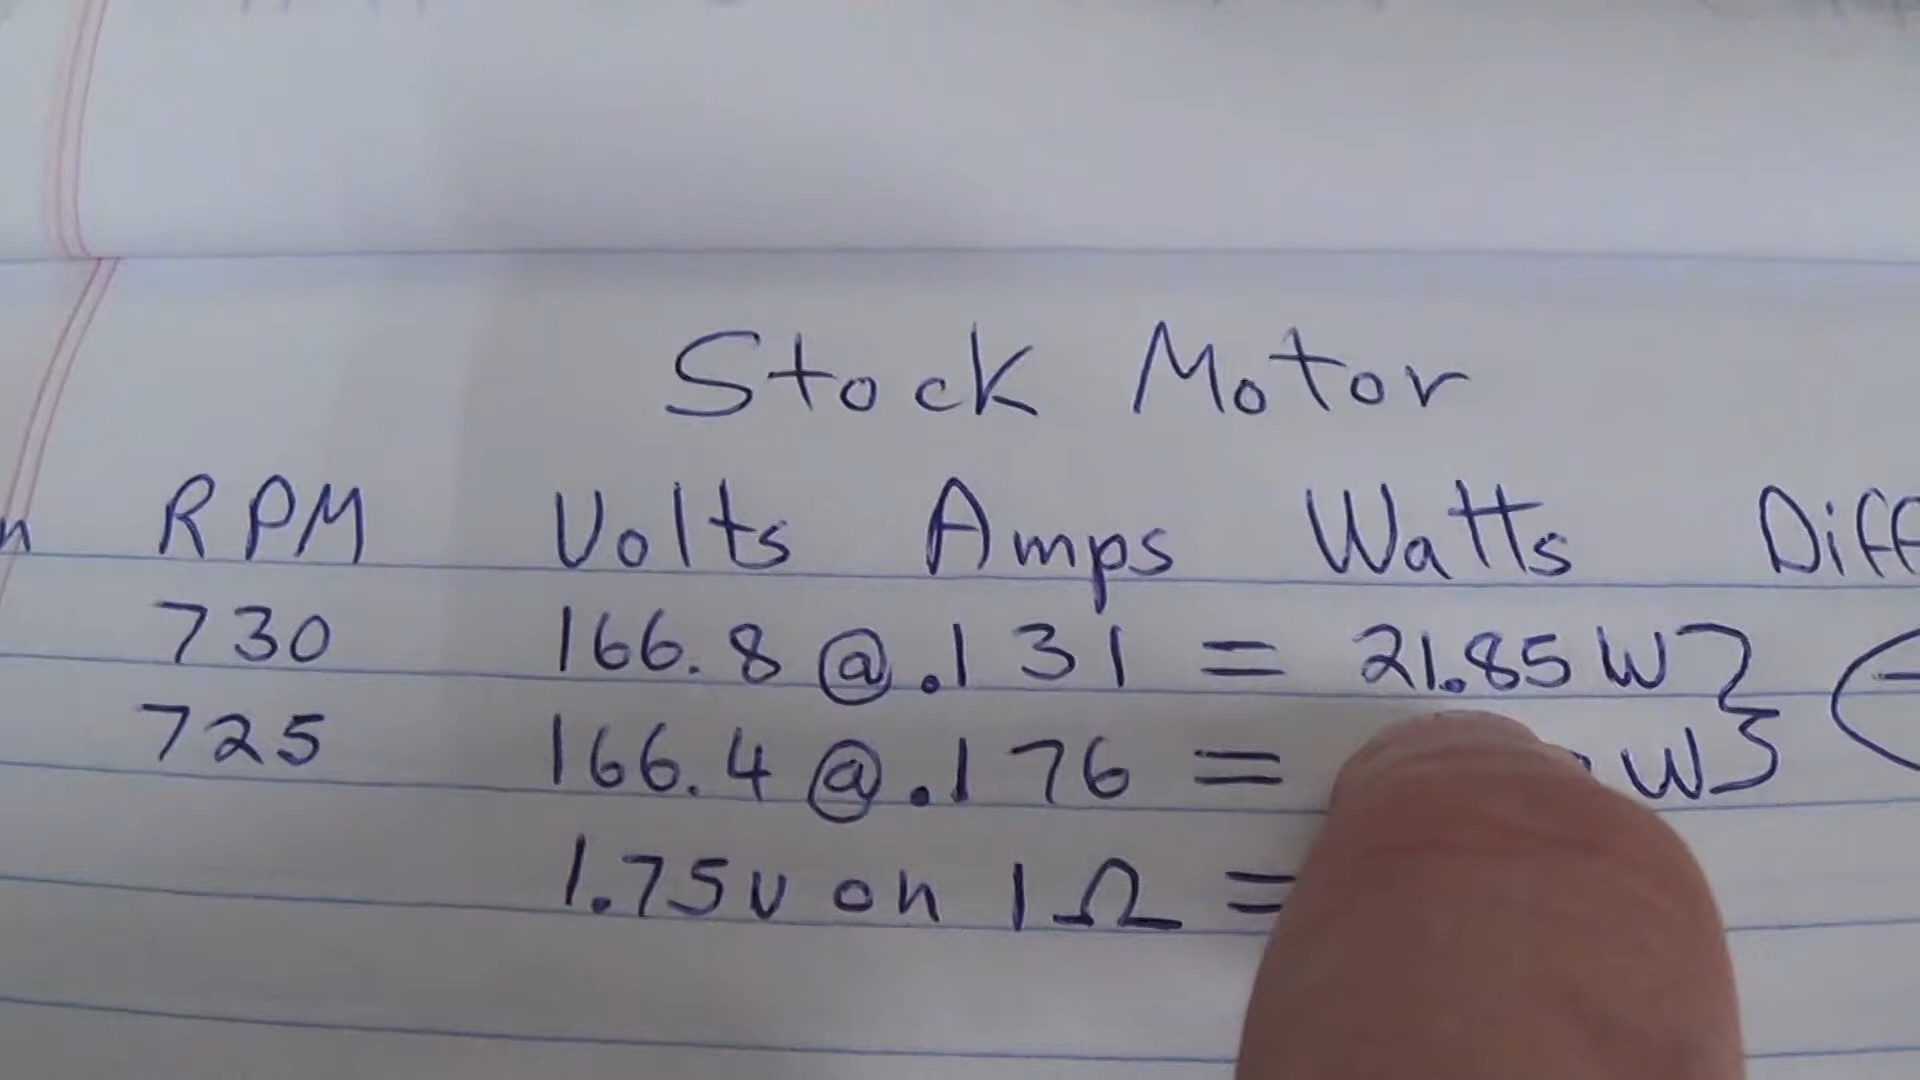 Stock Motor
RPM Volts Amps Watts Diff
730 166.8 @ .131 = 21.85 W }
725 166.4 @ .176 = W }
1.75v on 1 Ω =